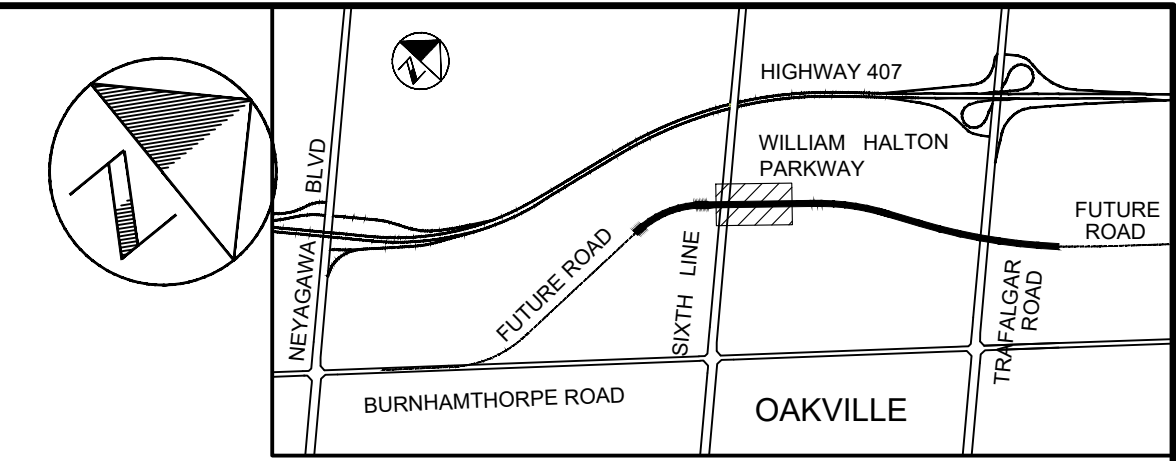 HIGHWAY 407
WILLIAM HALTON
PARKWAY
NEYAGAWA BLVD
FUTURE ROAD
SIXTH LINE
FUTURE
ROAD
TRAFALGAR
ROAD
BURNHAMTHORPE ROAD
OAKVILLE